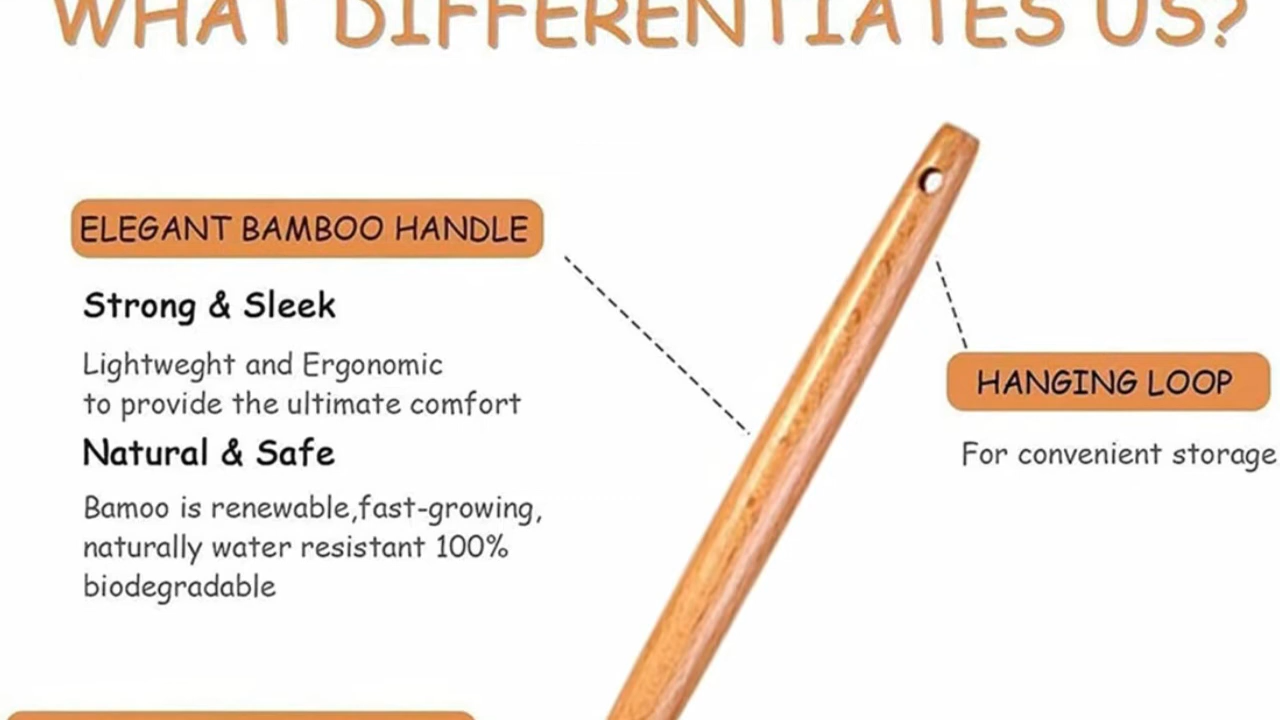 WHAT DIFFERENTIATES US?
ELEGANT BAMBOO HANDLE
Strong & Sleek
Lightweght and Ergonomic
to provide the ultimate comfort
Natural & Safe
Bamoo is renewable,fast-growing,
naturally water resistant 100%
biodegradable
HANGING LOOP
For convenient storage